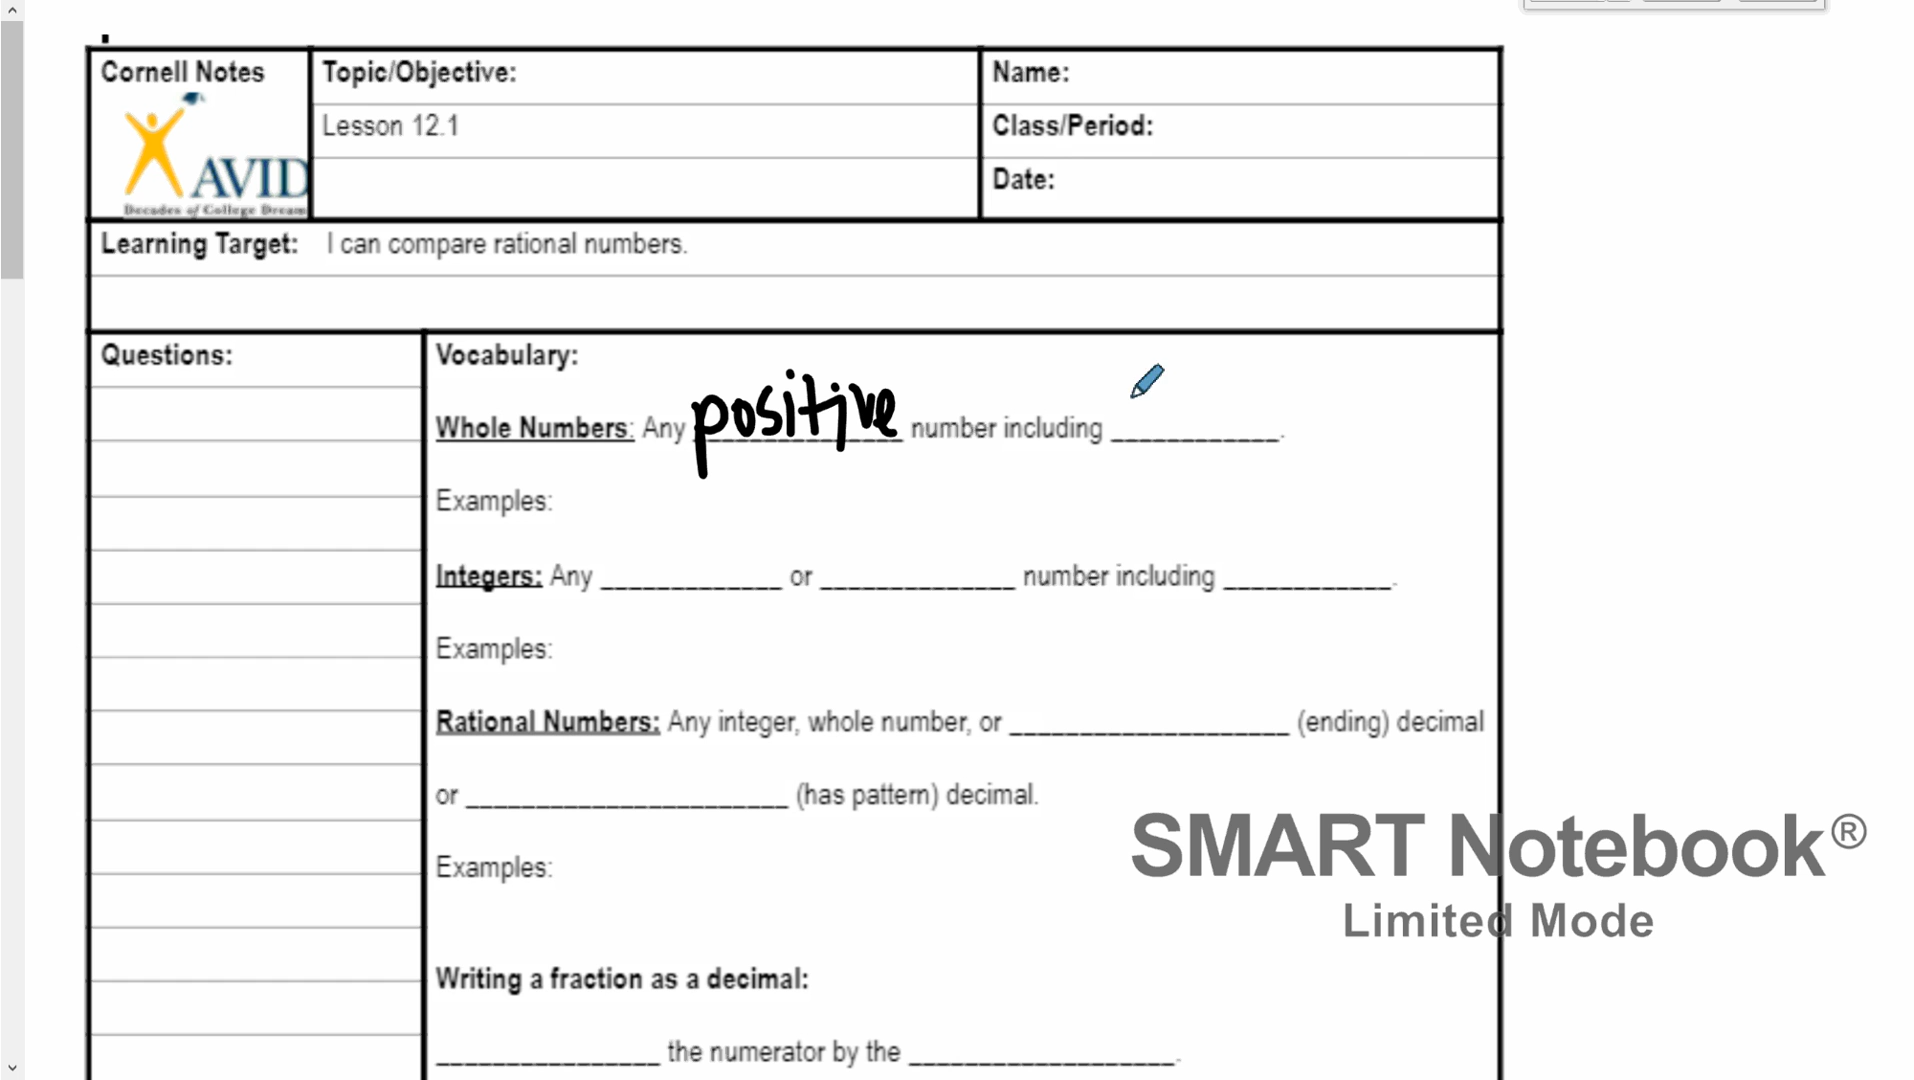 Cornell Notes
Topic/Objective:
Name:
Lesson 12.1
Class/Period:
Date:
AVID
Decades of College Dream
Learning Target: I can compare rational numbers.
Questions:
Vocabulary:
Whole Numbers: Any positive number including ____________.
Examples:
Integers: Any _____________ or ______________ number including ____________.
Examples:
Rational Numbers: Any integer, whole number, or ____________________ (ending) decimal
or _______________________ (has pattern) decimal.
Examples:
SMART Notebook®
Limited Mode
Writing a fraction as a decimal:
________________ the numerator by the ___________________.